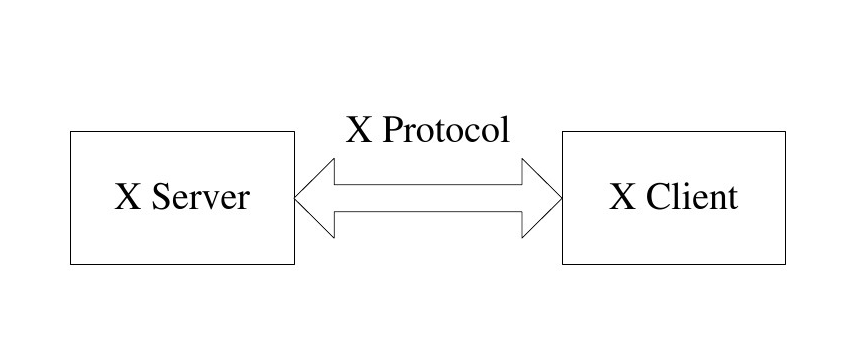 X Protocol
X Server
X Client